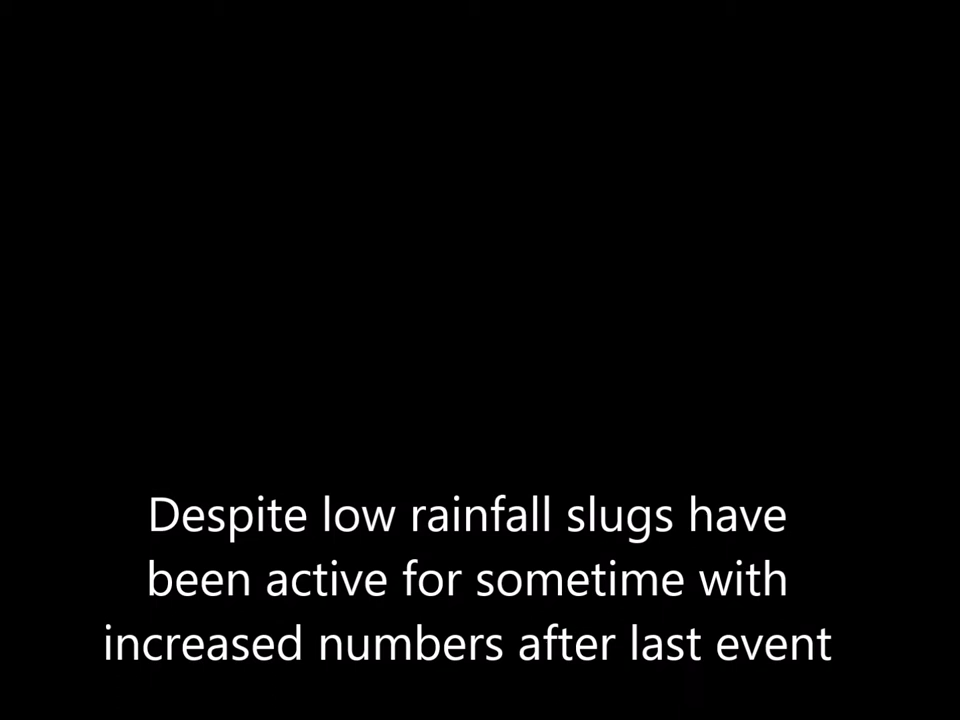 Despite low rainfall slugs have
been active for sometime with
increased numbers after last event